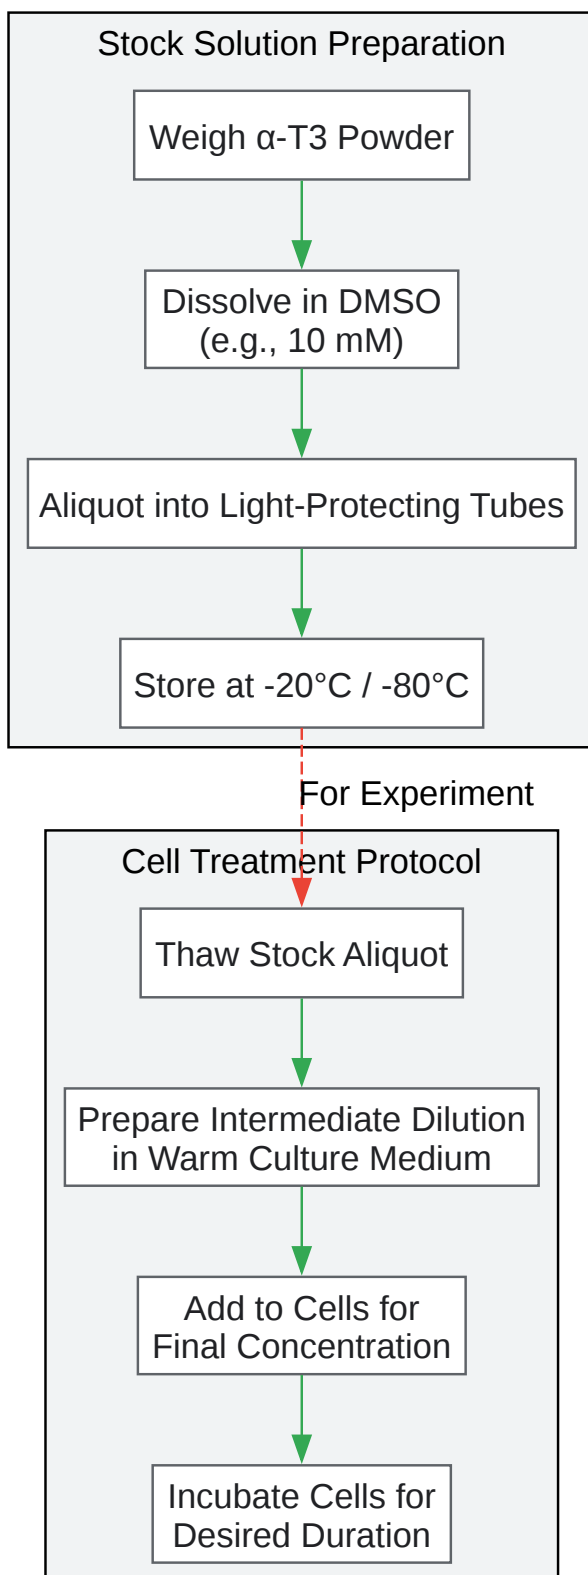 Stock Solution Preparation
Weigh α-T3 Powder
Dissolve in DMSO
(e.g., 10 mM)
Aliquot into Light-Protecting Tubes
Store at -20°C / -80°C
For Experiment
Cell Treatment Protocol
Thaw Stock Aliquot
Prepare Intermediate Dilution
in Warm Culture Medium
Add to Cells for
Final Concentration
Incubate Cells for
Desired Duration